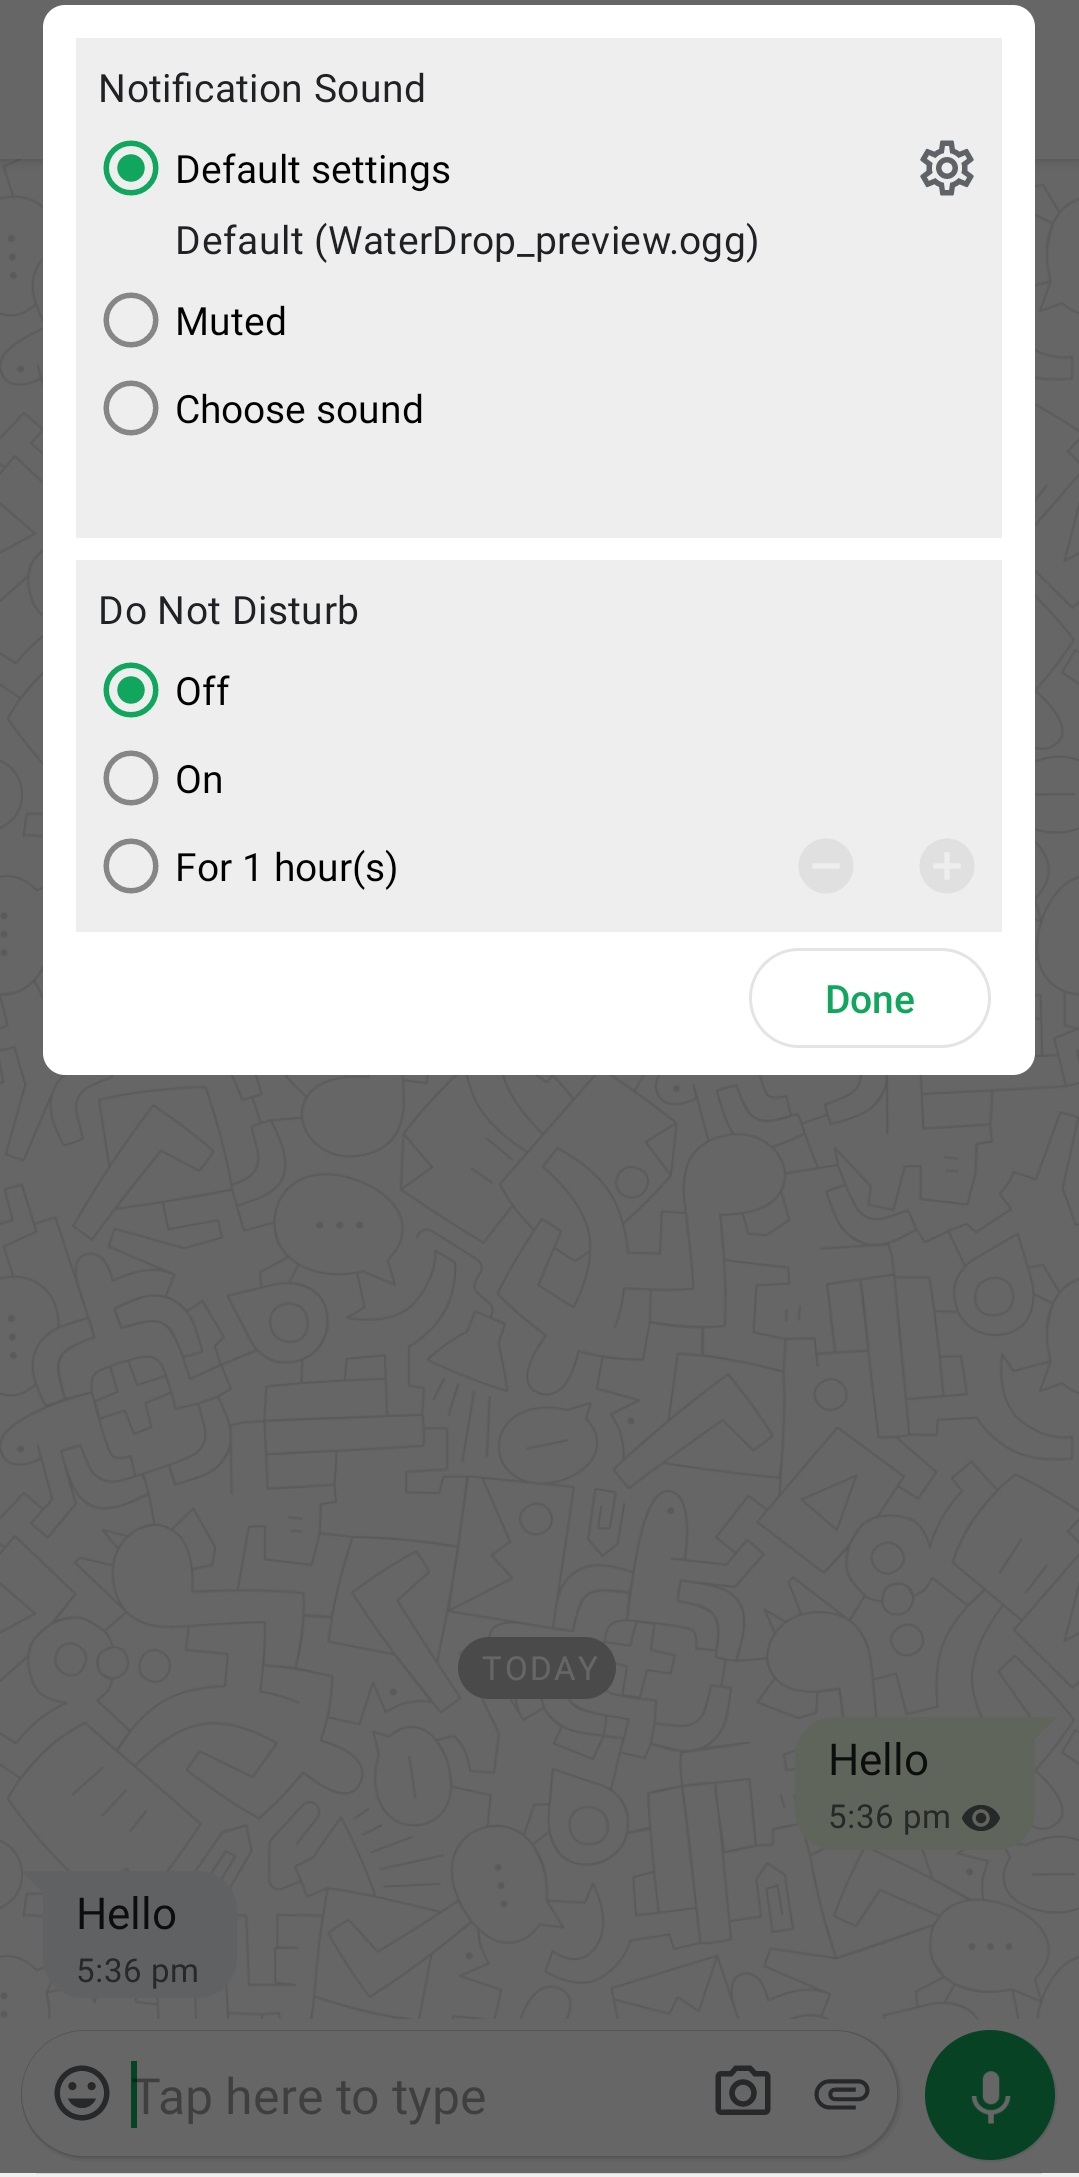 Notification Sound
Default settings
Default (WaterDrop_preview.ogg)
Muted
Choose sound
Do Not Disturb
Off
On
For 1 hour(s)
Done
TODAY
Hello
5:36 pm
Hello
5:36 pm
Tap here to type